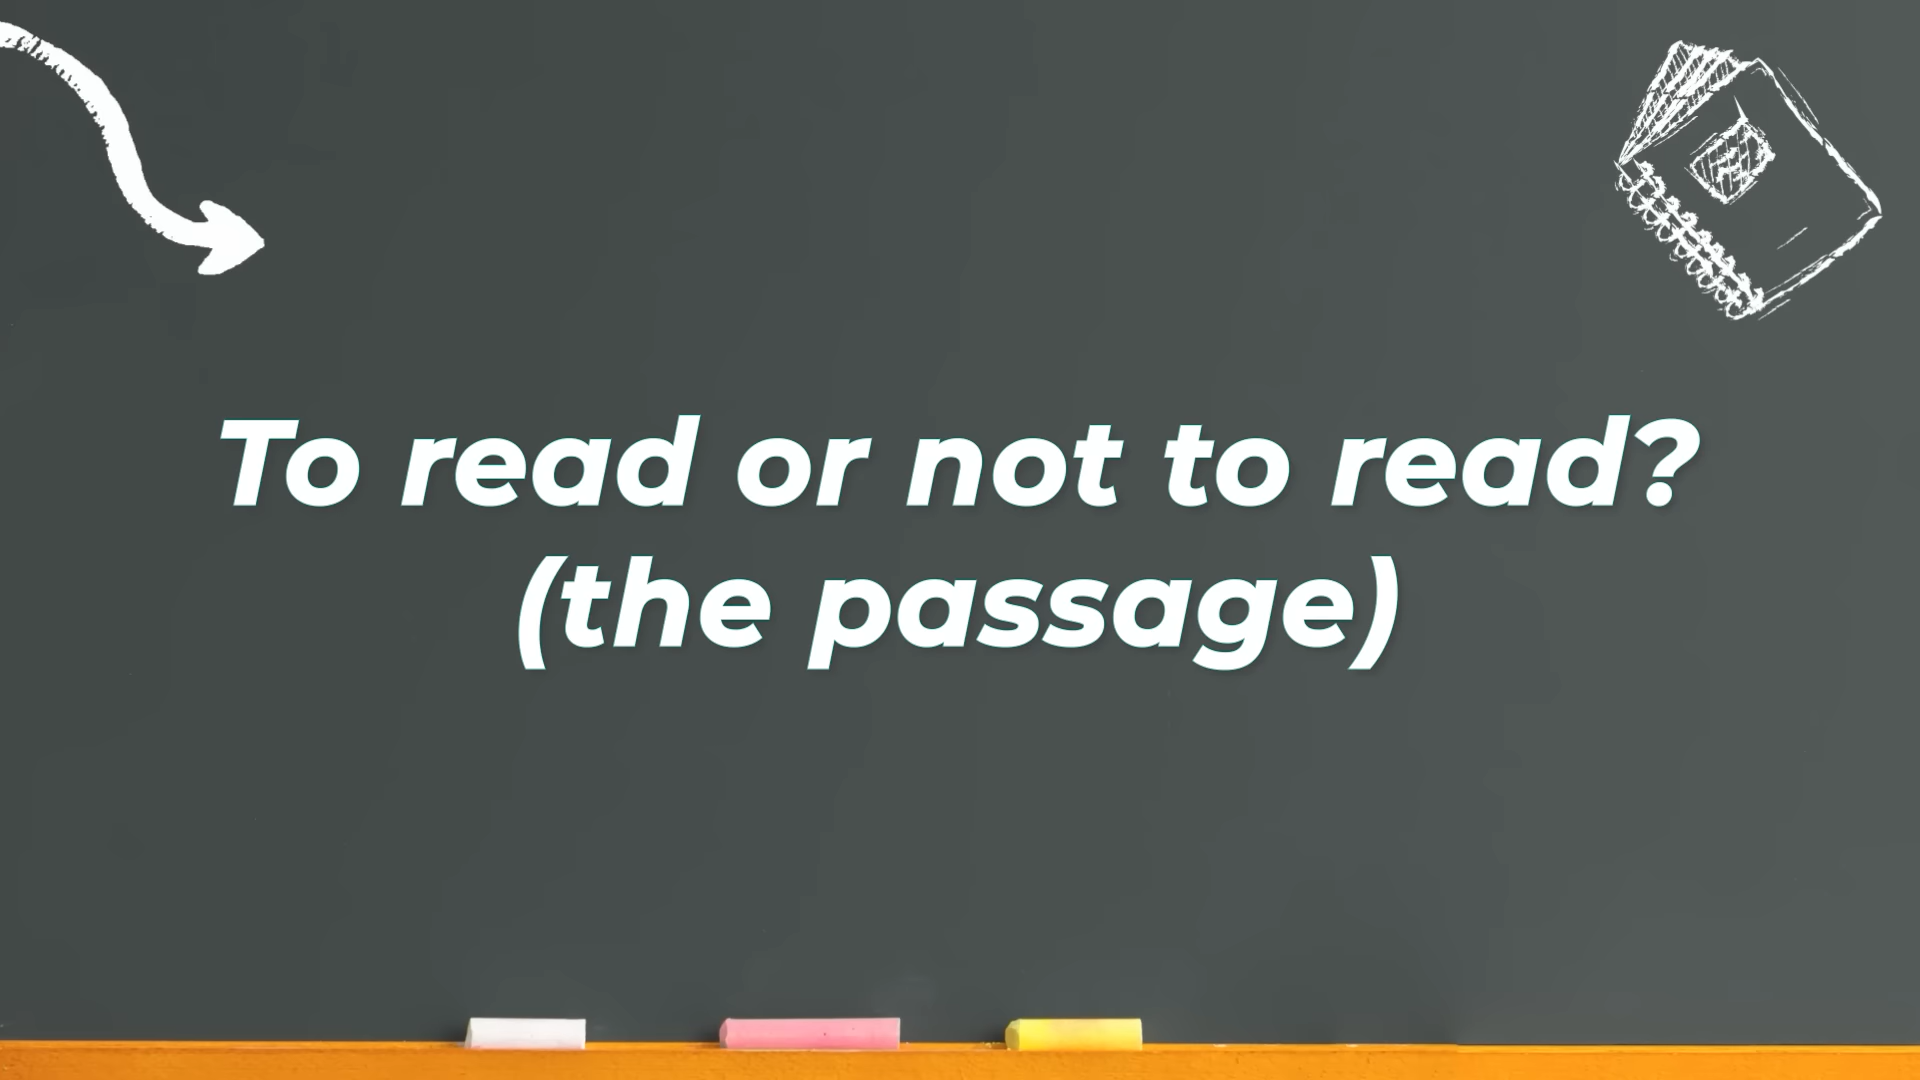 To read or not to read?
(the passage)